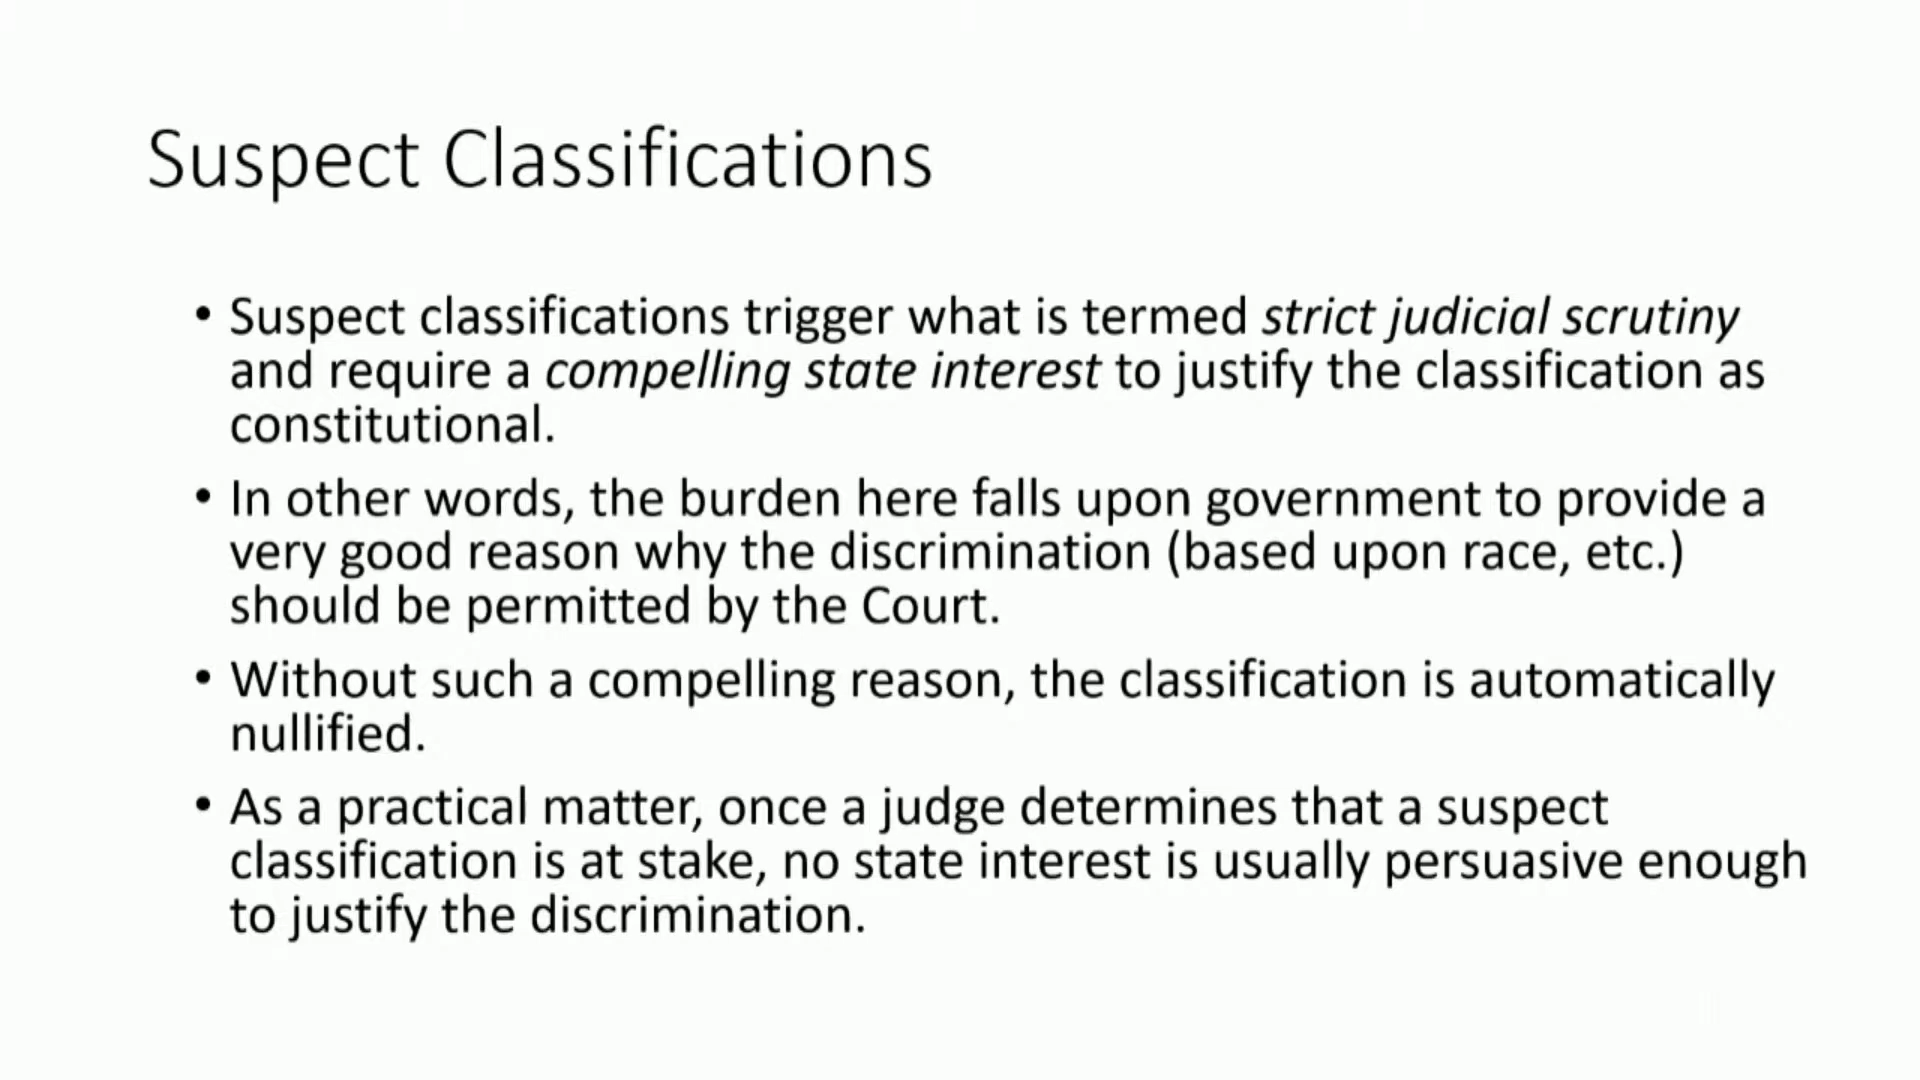 Suspect Classifications
• Suspect classifications trigger what is termed strict judicial scrutiny
and require a compelling state interest to justify the classification as
constitutional.
• In other words, the burden here falls upon government to provide a
very good reason why the discrimination (based upon race, etc.)
should be permitted by the Court.
• Without such a compelling reason, the classification is automatically
nullified.
• As a practical matter, once a judge determines that a suspect
classification is at stake, no state interest is usually persuasive enough
to justify the discrimination.